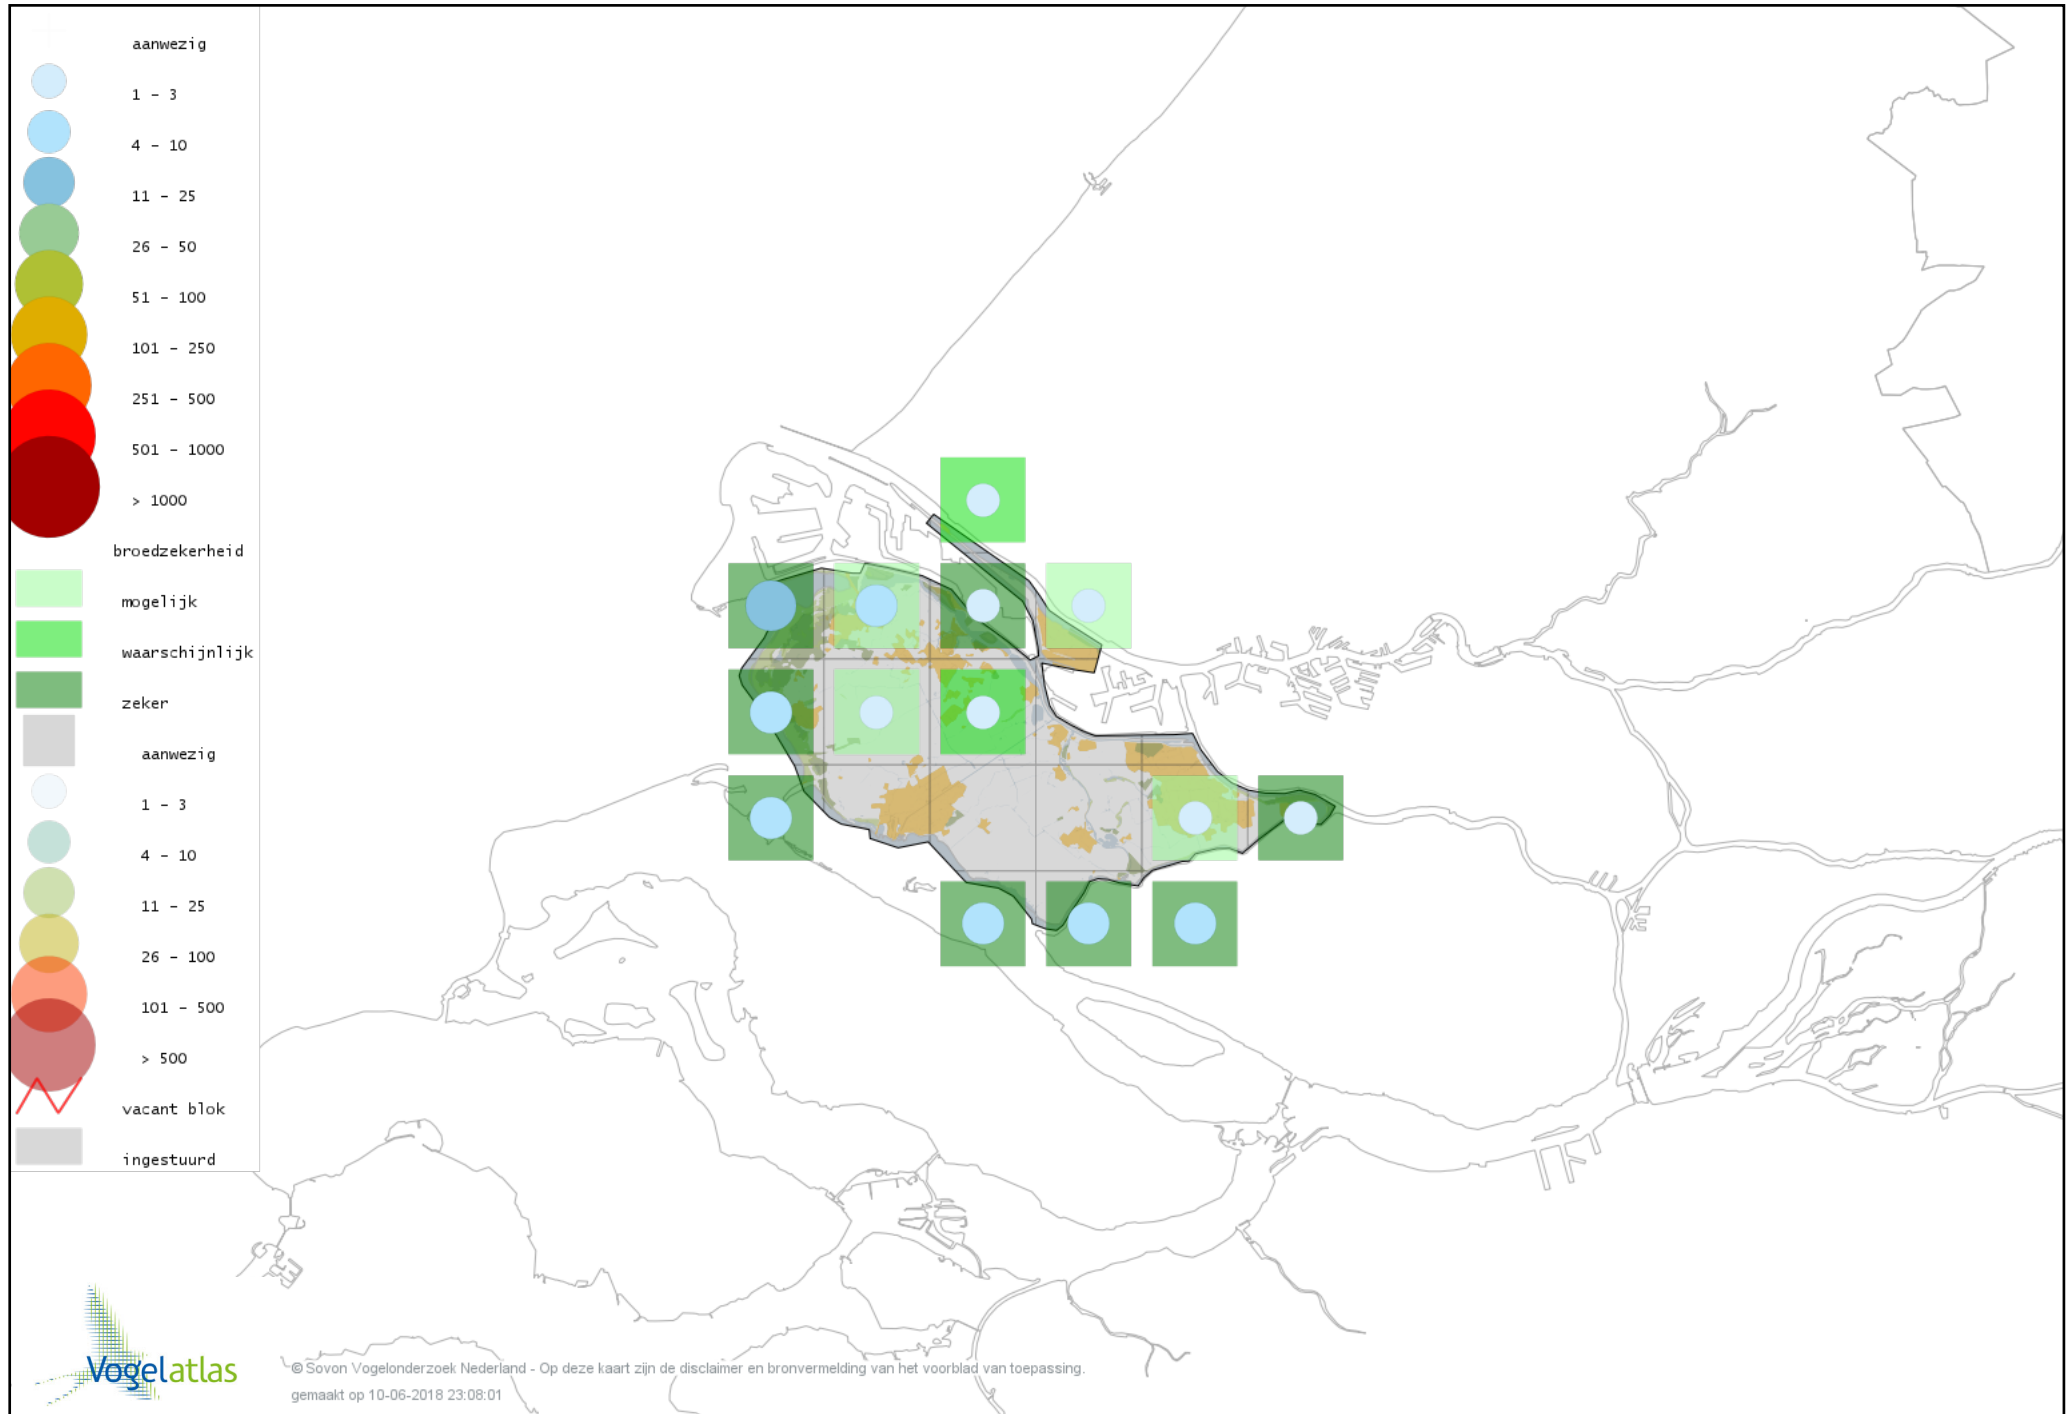 aanwezig
1 - 3
4 - 10
11 - 25
26 - 50
51 - 100
101 - 250
251 - 500
501 - 1000
> 1000
broedzekerheid
mogelijk
waarschijnlijk
zeker
aanwezig
1 - 3
4 - 10
11 - 25
26 - 100
101 - 500
> 500
vacant blok
ingestuurd
Vogelatlas
© Sovon Vogelonderzoek Nederland - Op deze kaart zijn de disclaimer en bronvermelding van het voorblad van toepassing.
gemaakt op 10-06-2018 23:08:01